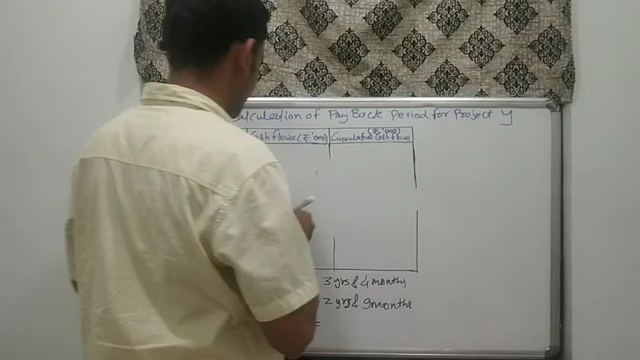 alculation of Pay Back Period for Project Y
Cash flows (₹'000) Cumulative Cash flows (₹'000)
3 yrs & 4 months
2 yrs & 9 months
=